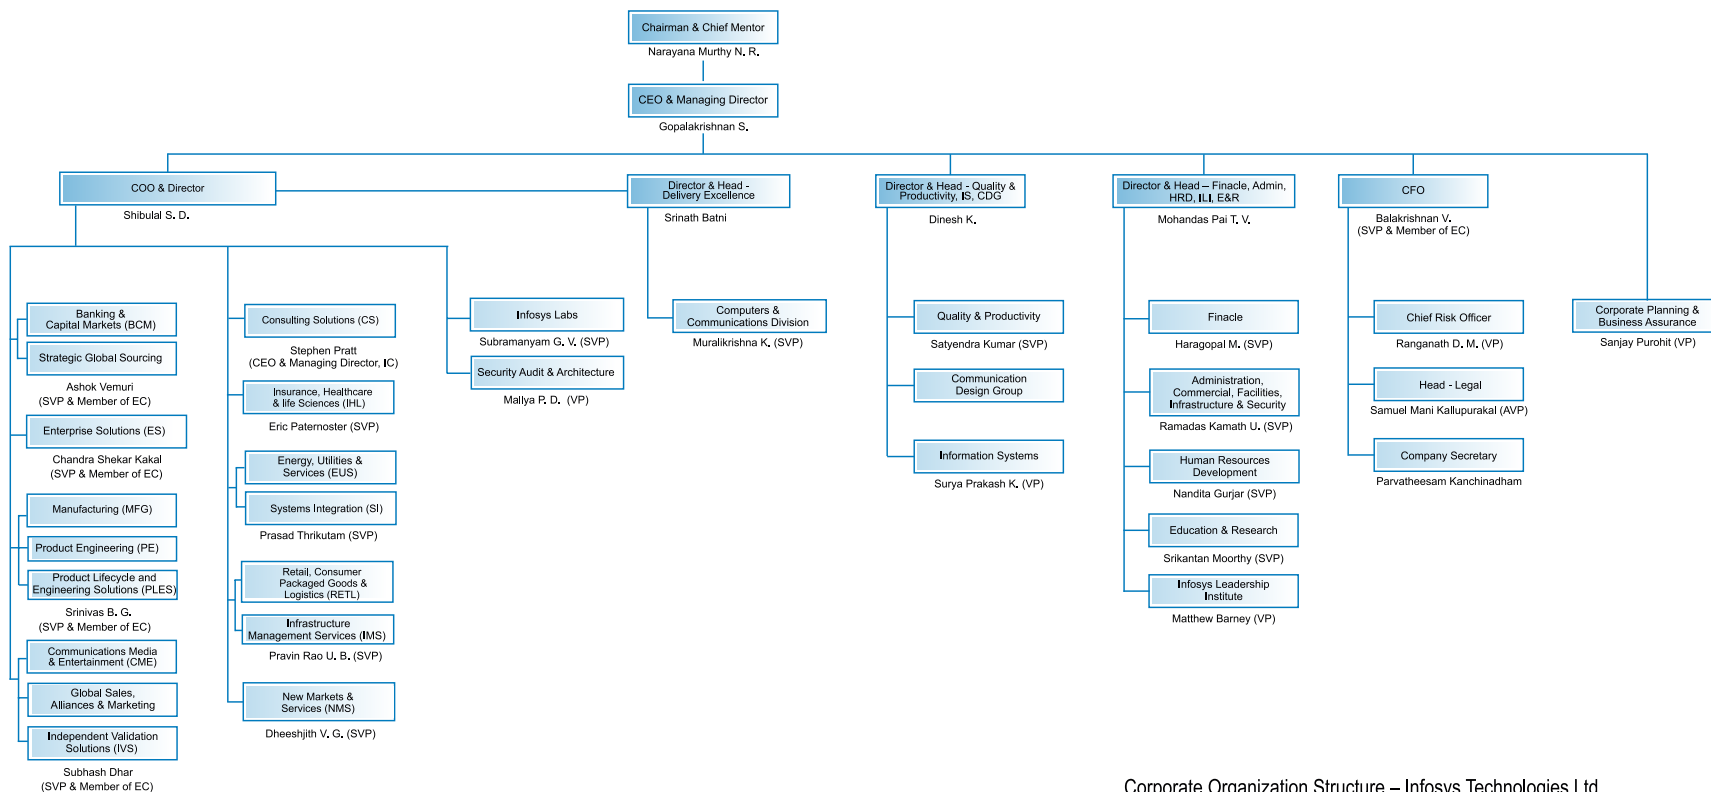 Chairman & Chief Mentor
Narayana Murthy N. R.
CEO & Managing Director
Gopalakrishnan S.
COO & Director
Shibulal S. D.
Director & Head -
Delivery Excellence
Srinath Batni
Director & Head - Quality &
Productivity, IS, CDG
Dinesh K.
Director & Head – Finacle, Admin,
HRD, ILI, E&R
Mohandas Pai T. V.
CFO
Balakrishnan V.
(SVP & Member of EC)
Banking &
Capital Markets (BCM)
Strategic Global Sourcing
Ashok Vemuri
(SVP & Member of EC)
Enterprise Solutions (ES)
Chandra Shekar Kakal
(SVP & Member of EC)
Manufacturing (MFG)
Product Engineering (PE)
Product Lifecycle and
Engineering Solutions (PLES)
Srinivas B. G.
(SVP & Member of EC)
Communications Media
& Entertainment (CME)
Global Sales,
Alliances & Marketing
Independent Validation
Solutions (IVS)
Subhash Dhar
(SVP & Member of EC)
Consulting Solutions (CS)
Stephen Pratt
(CEO & Managing Director, IC)
Insurance, Healthcare
& life Sciences (IHL)
Eric Paternoster (SVP)
Energy, Utilities &
Services (EUS)
Systems Integration (SI)
Prasad Thrikutam (SVP)
Retail, Consumer
Packaged Goods &
Logistics (RETL)
Infrastructure
Management Services (IMS)
Pravin Rao U. B. (SVP)
New Markets &
Services (NMS)
Dheeshjith V. G. (SVP)
Infosys Labs
Subramanyam G. V. (SVP)
Security Audit & Architecture
Mallya P. D. (VP)
Computers &
Communications Division
Muralikrishna K. (SVP)
Quality & Productivity
Satyendra Kumar (SVP)
Communication
Design Group
Information Systems
Surya Prakash K. (VP)
Finacle
Haragopal M. (SVP)
Administration,
Commercial, Facilities,
Infrastructure & Security
Ramadas Kamath U. (SVP)
Human Resources
Development
Nandita Gurjar (SVP)
Education & Research
Srikantan Moorthy (SVP)
Infosys Leadership
Institute
Matthew Barney (VP)
Chief Risk Officer
Ranganath D. M. (VP)
Head - Legal
Samuel Mani Kallupurakal (AVP)
Company Secretary
Parvatheesam Kanchinadham
Corporate Planning &
Business Assurance
Sanjay Purohit (VP)
Corporate Organization Structure – Infosys Technologies Ltd